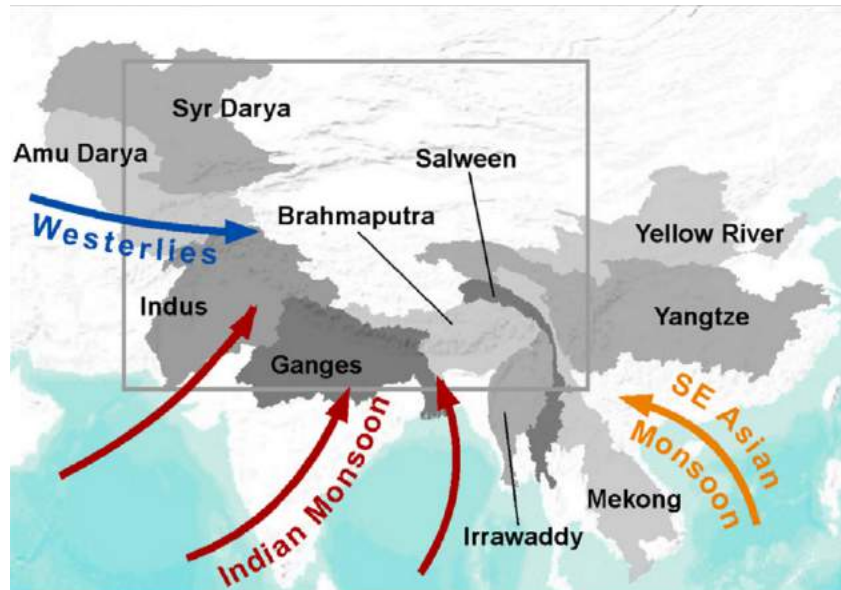 Syr Darya
Amu Darya
Salween
Brahmaputra
Westerlies
Yellow River
Indus
Yangtze
Ganges
SE Asian
Monsoon
Indian Monsoon
Mekong
Irrawaddy